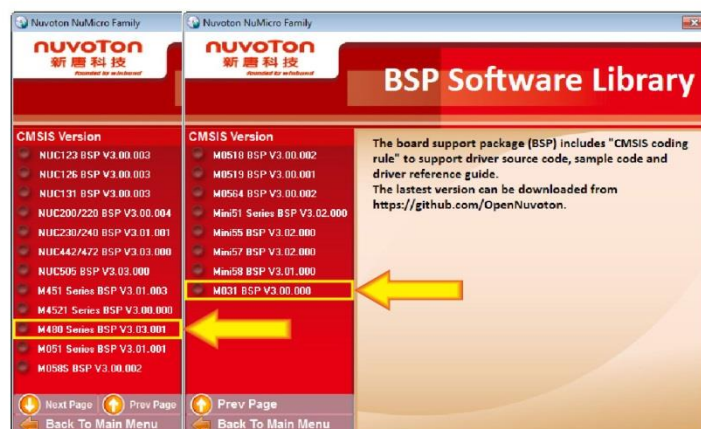 Nuvoton NuMicro Family
nuvoTon
新唐科技
founded by winbond
CMSIS Version
NUC123 BSP V3.00.003
NUC126 BSP V3.00.003
NUC131 BSP V3.00.003
NUC200/220 BSP V3.00.004
NUC230/240 BSP V3.01.001
NUC442/472 BSP V3.03.000
NUC505 BSP V3.03.000
M451 Series BSP V3.01.003
M4521 Series BSP V3.00.000
M480 Series BSP V3.03.001
M051 Series BSP V3.01.001
M058S BSP V3.00.002
Next Page
Prev Page
Back To Main Menu
Nuvoton NuMicro Family
nuvoTon
新唐科技
founded by winbond
CMSIS Version
M0518 BSP V3.00.002
M0519 BSP V3.00.001
M0564 BSP V3.00.002
Mini51 Series BSP V3.02.000
Mini55 BSP V3.02.000
Mini57 BSP V3.02.000
Mini58 BSP V3.01.000
M031 BSP V3.00.000
Prev Page
Back To Main Menu
BSP Software Library
The board support package (BSP) includes "CMSIS coding
rule" to support driver source code, sample code and
driver reference guide.
The lastest version can be downloaded from
https://github.com/OpenNuvoton.